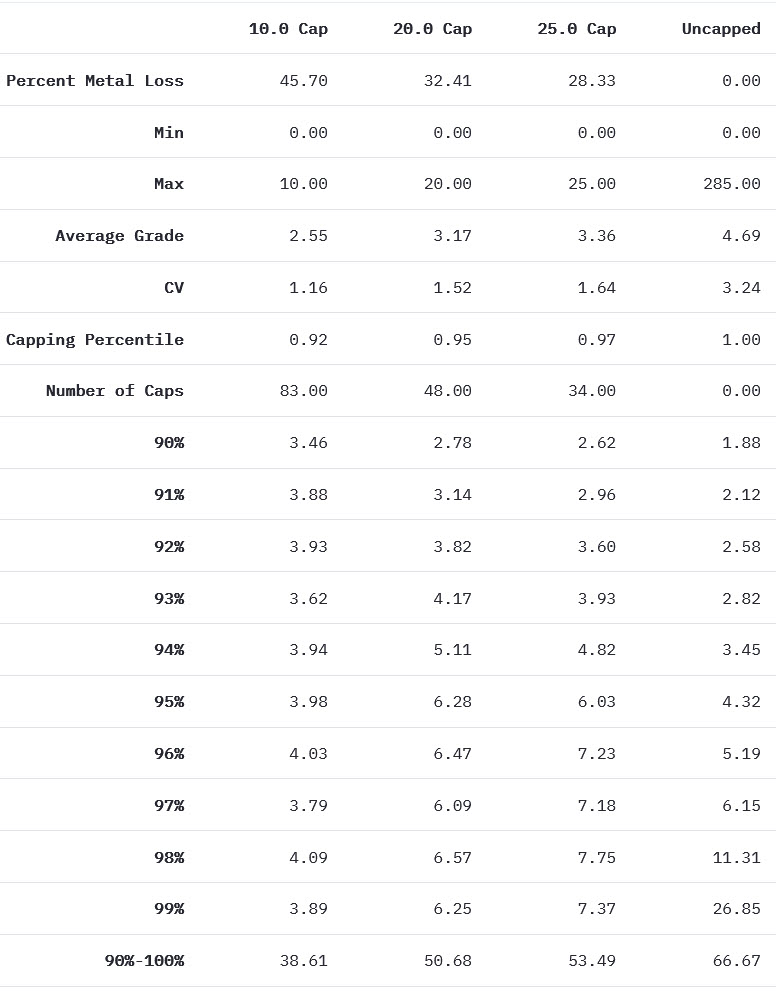 10.0 Cap 20.0 Cap 25.0 Cap Uncapped
Percent Metal Loss 45.70 32.41 28.33 0.00
Min 0.00 0.00 0.00 0.00
Max 10.00 20.00 25.00 285.00
Average Grade 2.55 3.17 3.36 4.69
CV 1.16 1.52 1.64 3.24
Capping Percentile 0.92 0.95 0.97 1.00
Number of Caps 83.00 48.00 34.00 0.00
90% 3.46 2.78 2.62 1.88
91% 3.88 3.14 2.96 2.12
92% 3.93 3.82 3.60 2.58
93% 3.62 4.17 3.93 2.82
94% 3.94 5.11 4.82 3.45
95% 3.98 6.28 6.03 4.32
96% 4.03 6.47 7.23 5.19
97% 3.79 6.09 7.18 6.15
98% 4.09 6.57 7.75 11.31
99% 3.89 6.25 7.37 26.85
90%-100% 38.61 50.68 53.49 66.67